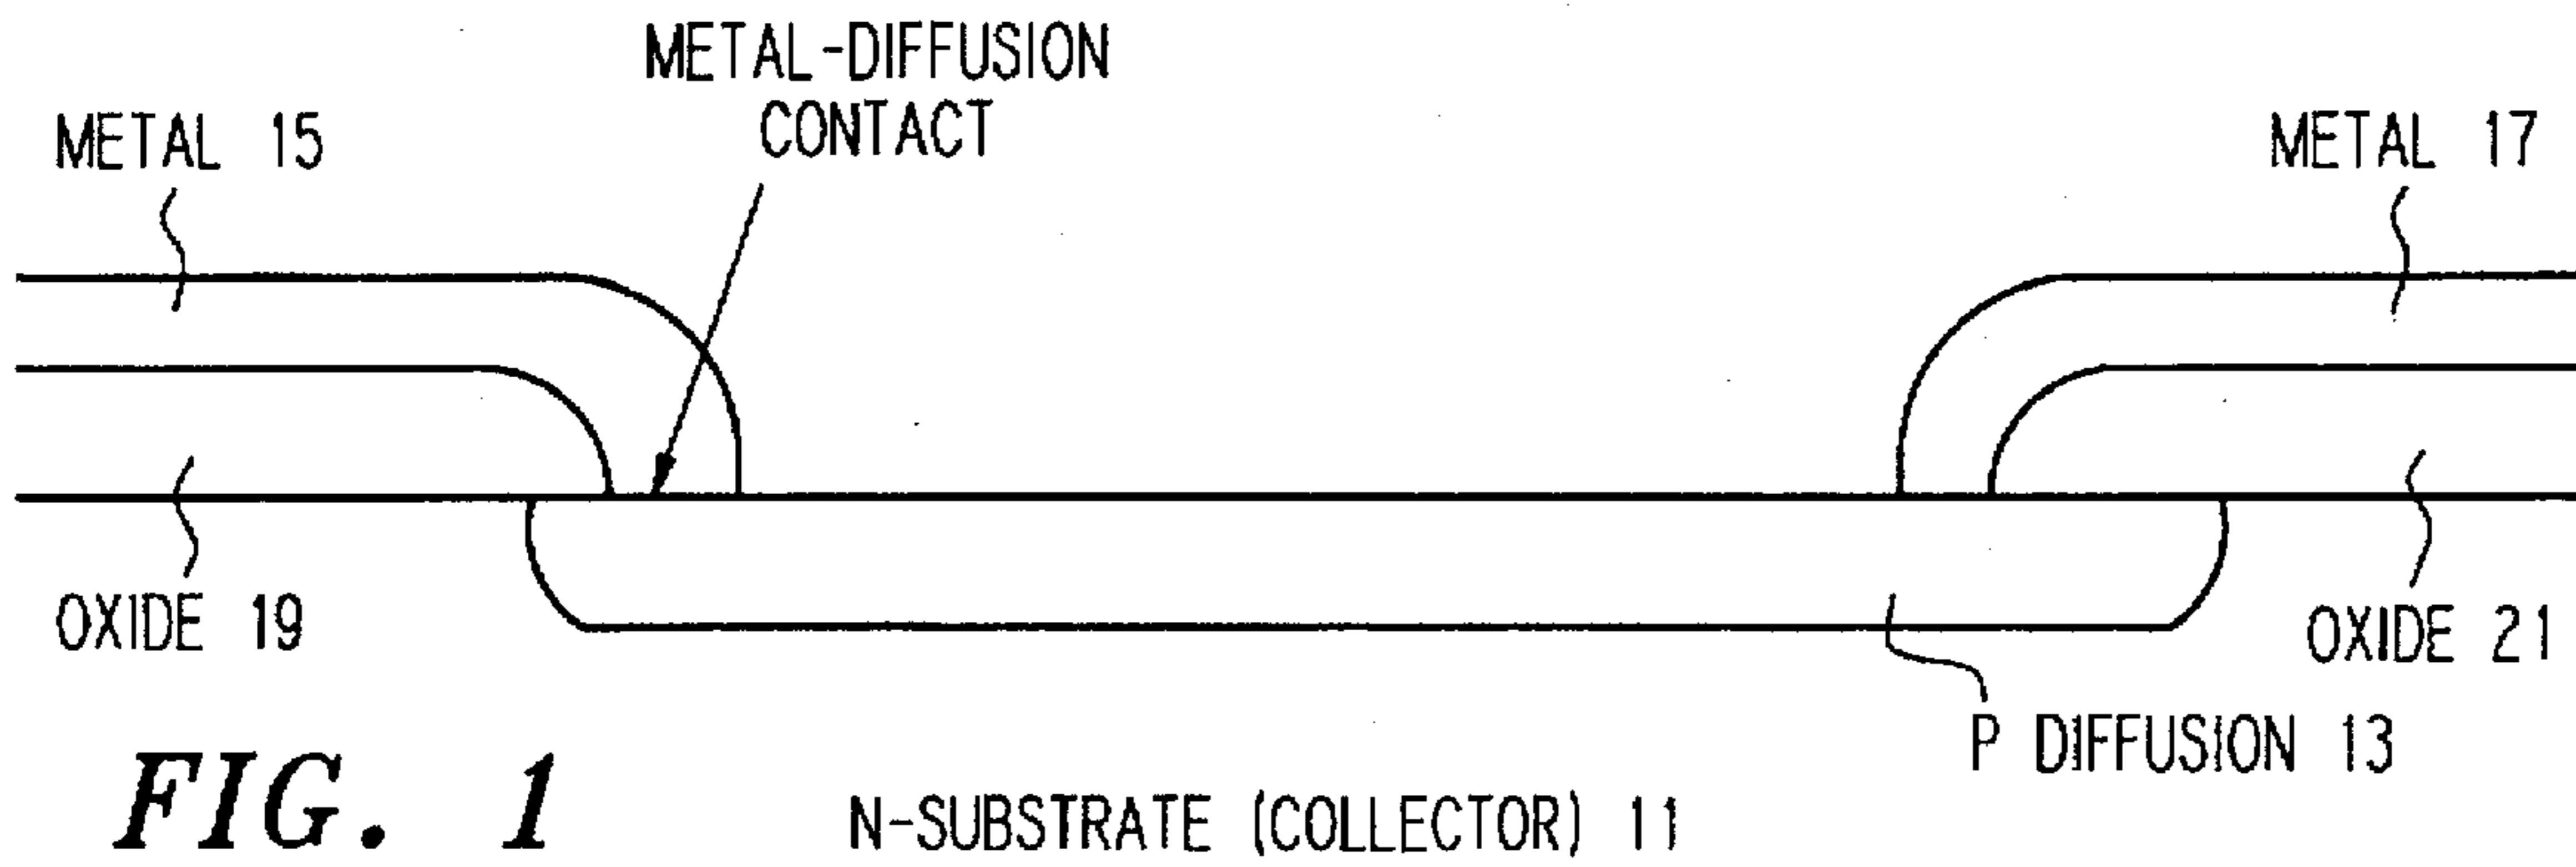 METAL-DIFFUSION
CONTACT
METAL 15
METAL 17
OXIDE 19
OXIDE 21
P DIFFUSION 13
FIG. 1
N-SUBSTRATE (COLLECTOR) 11